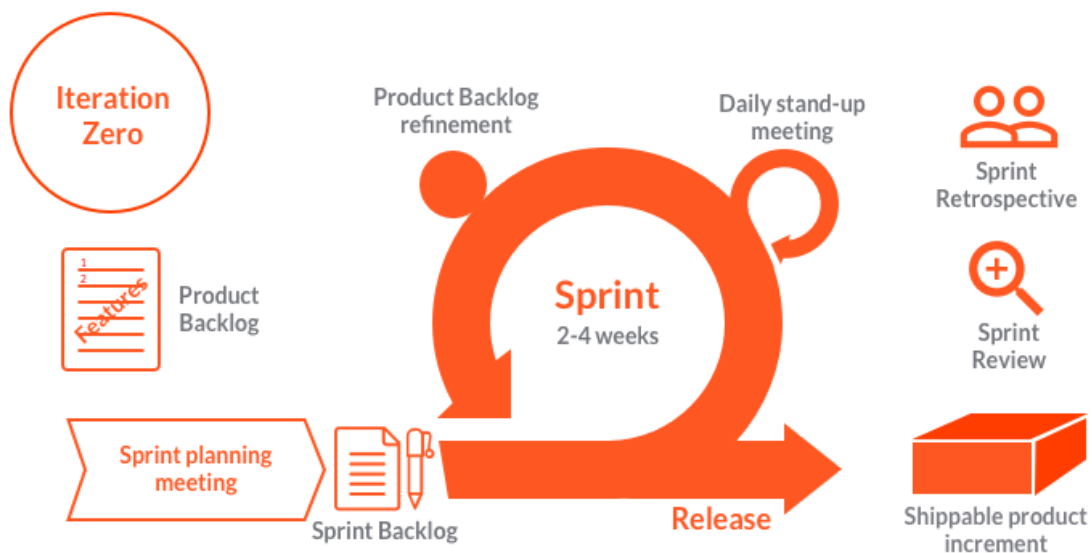 Iteration
Zero
Product Backlog
refinement
Daily stand-up
meeting
Sprint
Retrospective
1
2
Features
Product
Backlog
Sprint
2-4 weeks
Sprint
Review
Sprint planning
meeting
Sprint Backlog
Release
Shippable product
increment